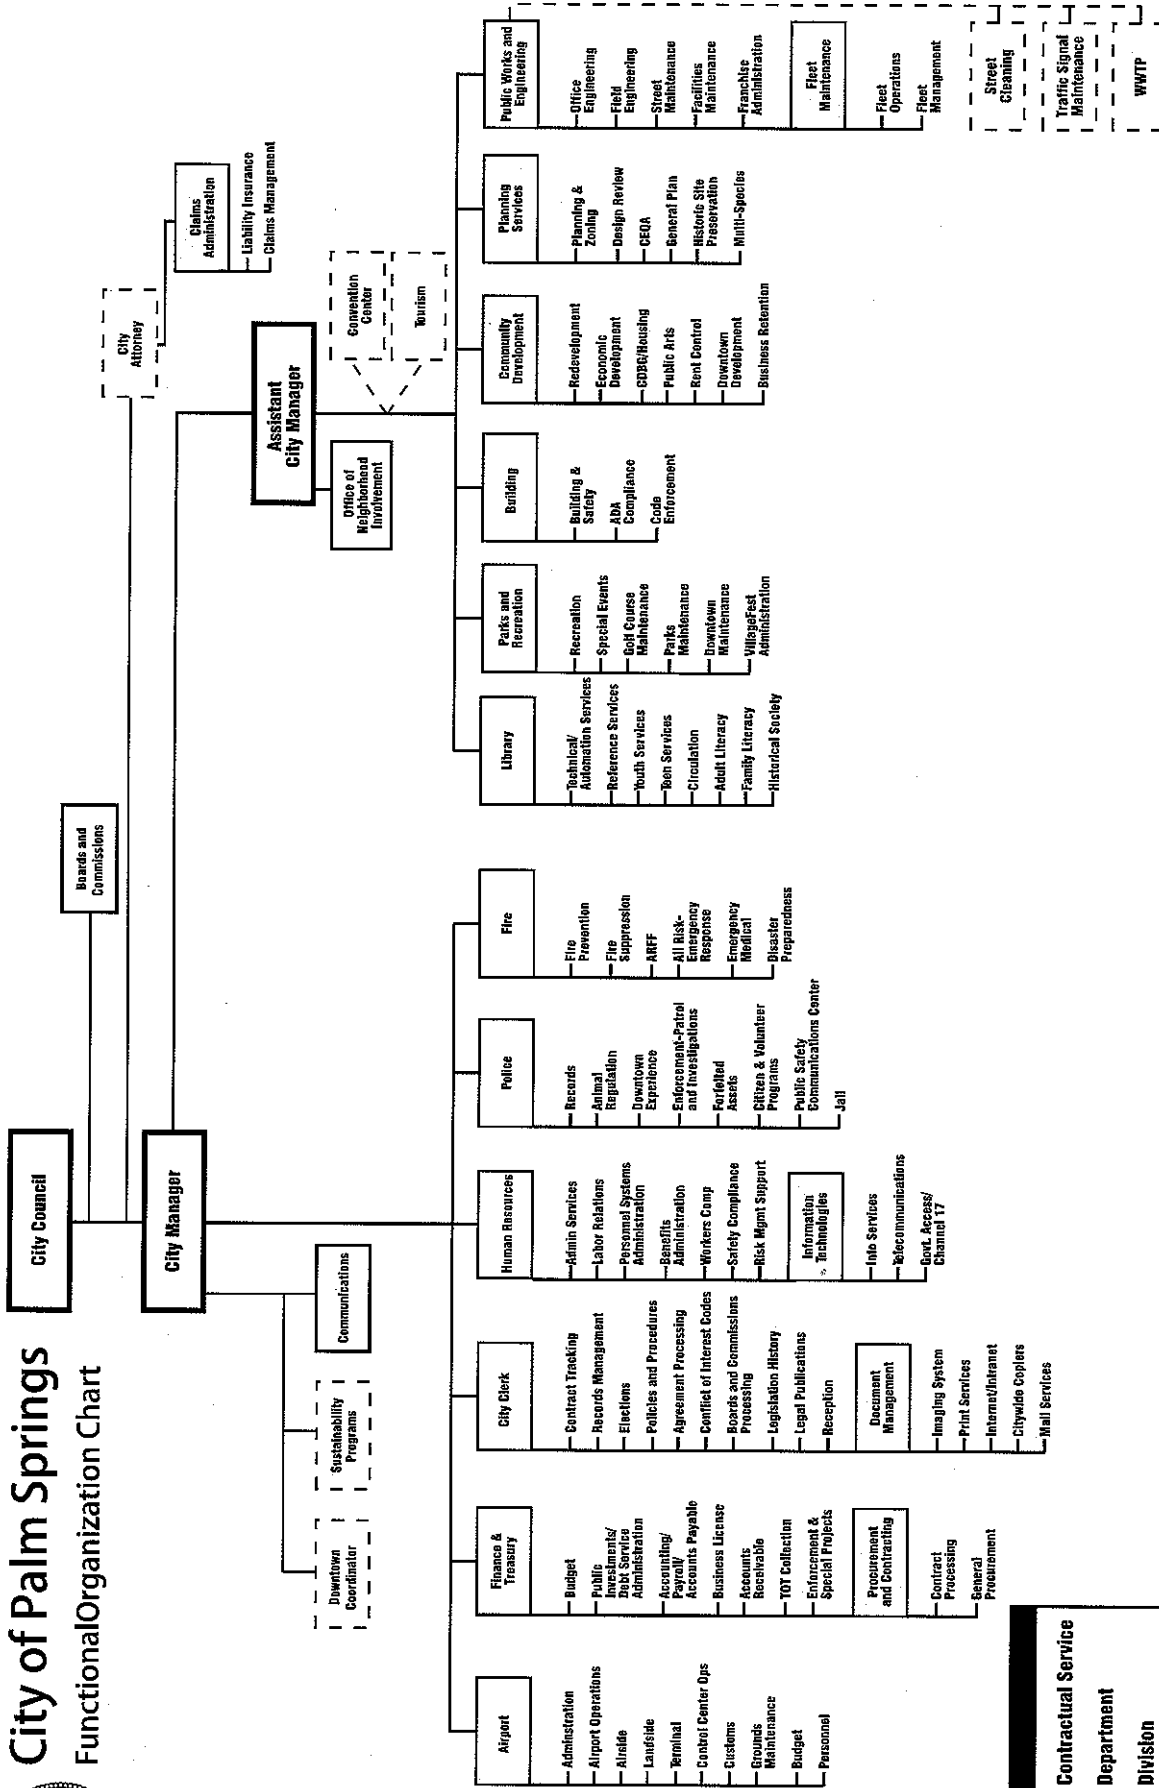 City of Palm Springs
FunctionalOrganization Chart
City Council
Boards and
Commissions
City
Attorney
Claims
Administration
Liability Insurance
Claims Management
City Manager
Assistant
City Manager
Downtown
Coordinator
Sustainability
Programs
Communications
Office of
Neighborhood
Involvement
Convention
Center
Tourism
Airport
Administration
Airport Operations
Airside
Landside
Terminal
Control Center Ops
Customs
Grounds
Maintenance
Budget
Personnel
Finance &
Treasury
Budget
Public
Investments/
Debt Service
Administration
Accounting/
Payroll/
Accounts Payable
Business License
Accounts
Receivable
TOT Collection
Enforcement &
Special Projects
Procurement
and Contracting
Contract
Processing
General
Procurement
City Clerk
Contract Tracking
Records Management
Elections
Policies and Procedures
Agreement Processing
Conflict of Interest Codes
Boards and Commissions
Processing
Legislation History
Legal Publications
Reception
Document
Management
Imaging System
Print Services
Internet/Intranet
Citywide Copiers
Mail Services
Human Resources
Admin Services
Labor Relations
Personnel Systems
Administration
Benefits
Administration
Workers Comp
Safety Compliance
Risk Mgmt Support
Information
Technologies
Info Services
Telecommunications
Govt. Access/
Channel 17
Police
Records
Animal
Regulation
Downtown
Experience
Enforcement-Patrol
and Investigations
Forfeited
Assets
Citizen & Volunteer
Programs
Public Safety
Communications Center
Jail
Fire
Fire
Prevention
Fire
Suppression
ARFF
All Risk-
Emergency
Response
Emergency
Medical
Disaster
Preparedness
Library
Technical/
Automation Services
Reference Services
Youth Services
Teen Services
Circulation
Adult Literacy
Family Literacy
Historical Society
Parks and
Recreation
Recreation
Special Events
Golf Course
Maintenance
Parks
Maintenance
Downtown
Maintenance
VillageFest
Administration
Building
Building &
Safety
ADA
Compliance
Code
Enforcement
Community
Development
Redevelopment
Economic
Development
CDBG/Housing
Public Arts
Rent Control
Downtown
Development
Business Retention
Planning
Services
Planning &
Zoning
Design Review
CEQA
General Plan
Historic Site
Preservation
Multi-Species
Public Works and
Engineering
Office
Engineering
Field
Engineering
Street
Maintenance
Facilities
Maintenance
Franchise
Administration
Fleet
Maintenance
Fleet
Operations
Fleet
Management
Street
Cleaning
Traffic Signal
Maintenance
WWTP
Contractual Service
Department
Division